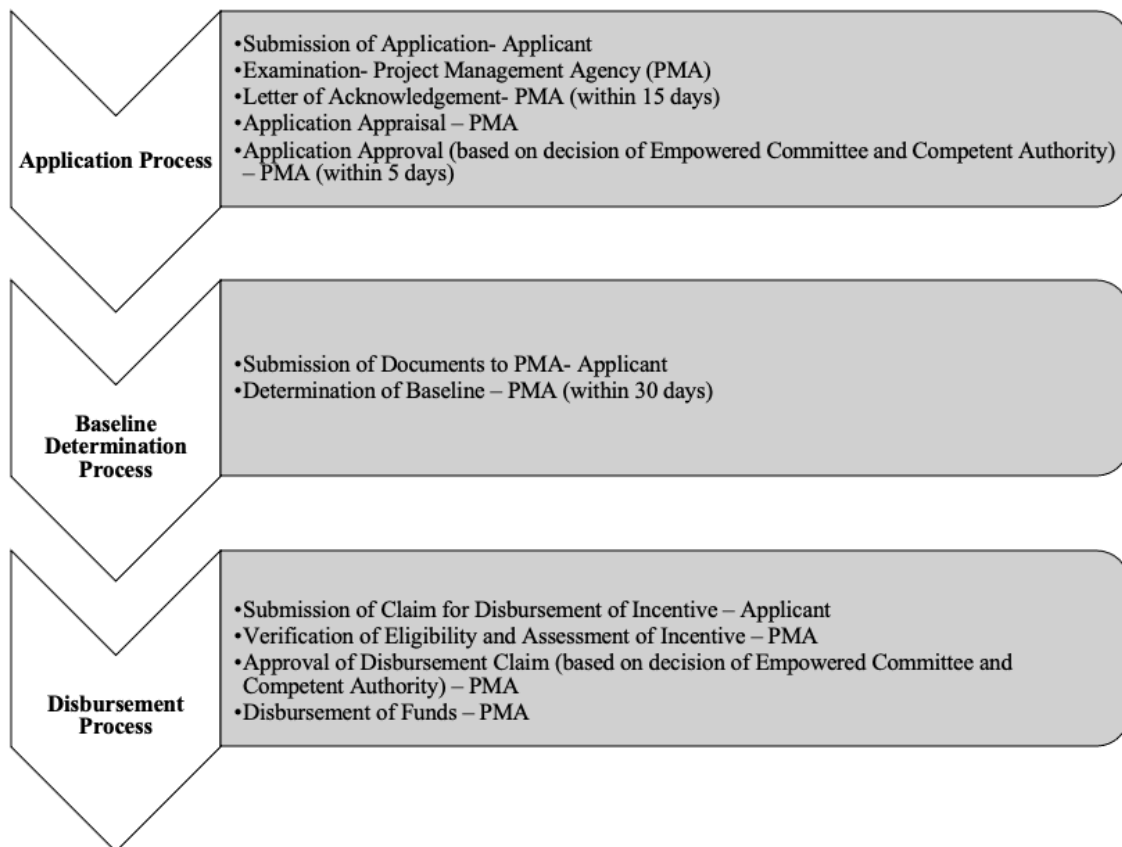 •Submission of Application- Applicant
•Examination- Project Management Agency (PMA)
•Letter of Acknowledgement- PMA (within 15 days)
•Application Appraisal – PMA
•Application Approval (based on decision of Empowered Committee and Competent Authority)
– PMA (within 5 days)
Application Process
•Submission of Documents to PMA- Applicant
•Determination of Baseline – PMA (within 30 days)
Baseline
Determination
Process
•Submission of Claim for Disbursement of Incentive – Applicant
•Verification of Eligibility and Assessment of Incentive – PMA
•Approval of Disbursement Claim (based on decision of Empowered Committee and
Competent Authority) – PMA
•Disbursement of Funds – PMA
Disbursement
Process